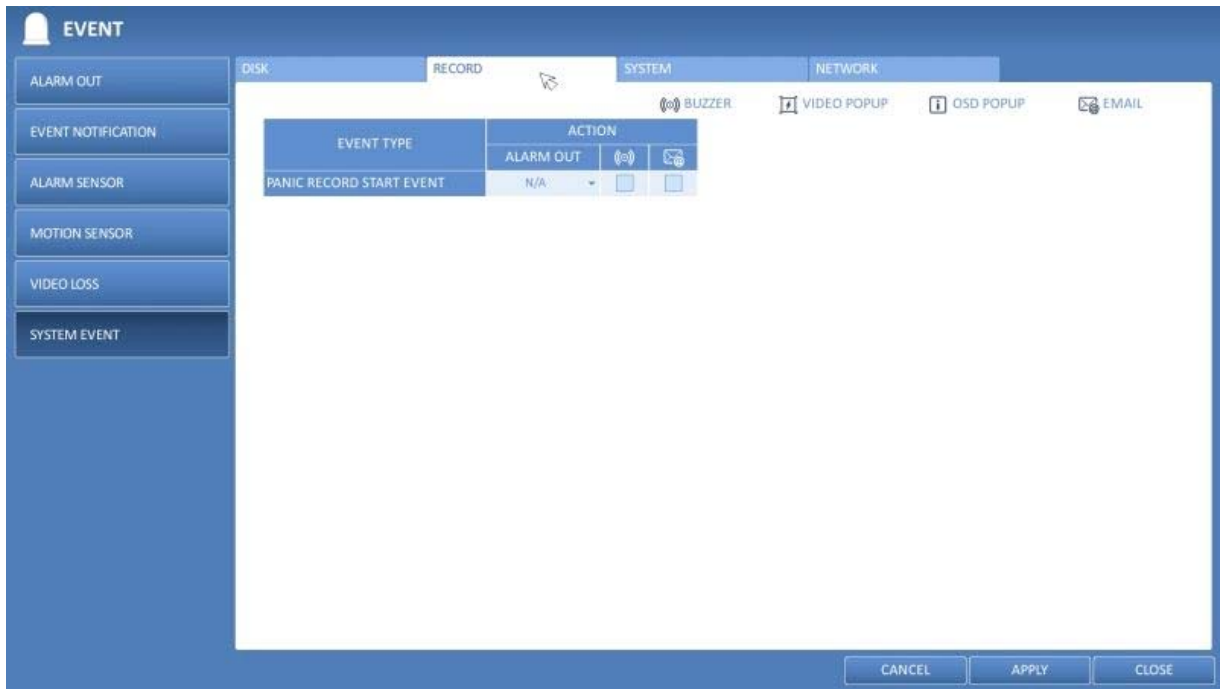 EVENT
ALARM OUT
EVENT NOTIFICATION
ALARM SENSOR
MOTION SENSOR
VIDEO LOSS
SYSTEM EVENT
DISK RECORD SYSTEM NETWORK
BUZZER VIDEO POPUP OSD POPUP EMAIL
EVENT TYPE ACTION
ALARM OUT
PANIC RECORD START EVENT N/A
CANCEL APPLY CLOSE